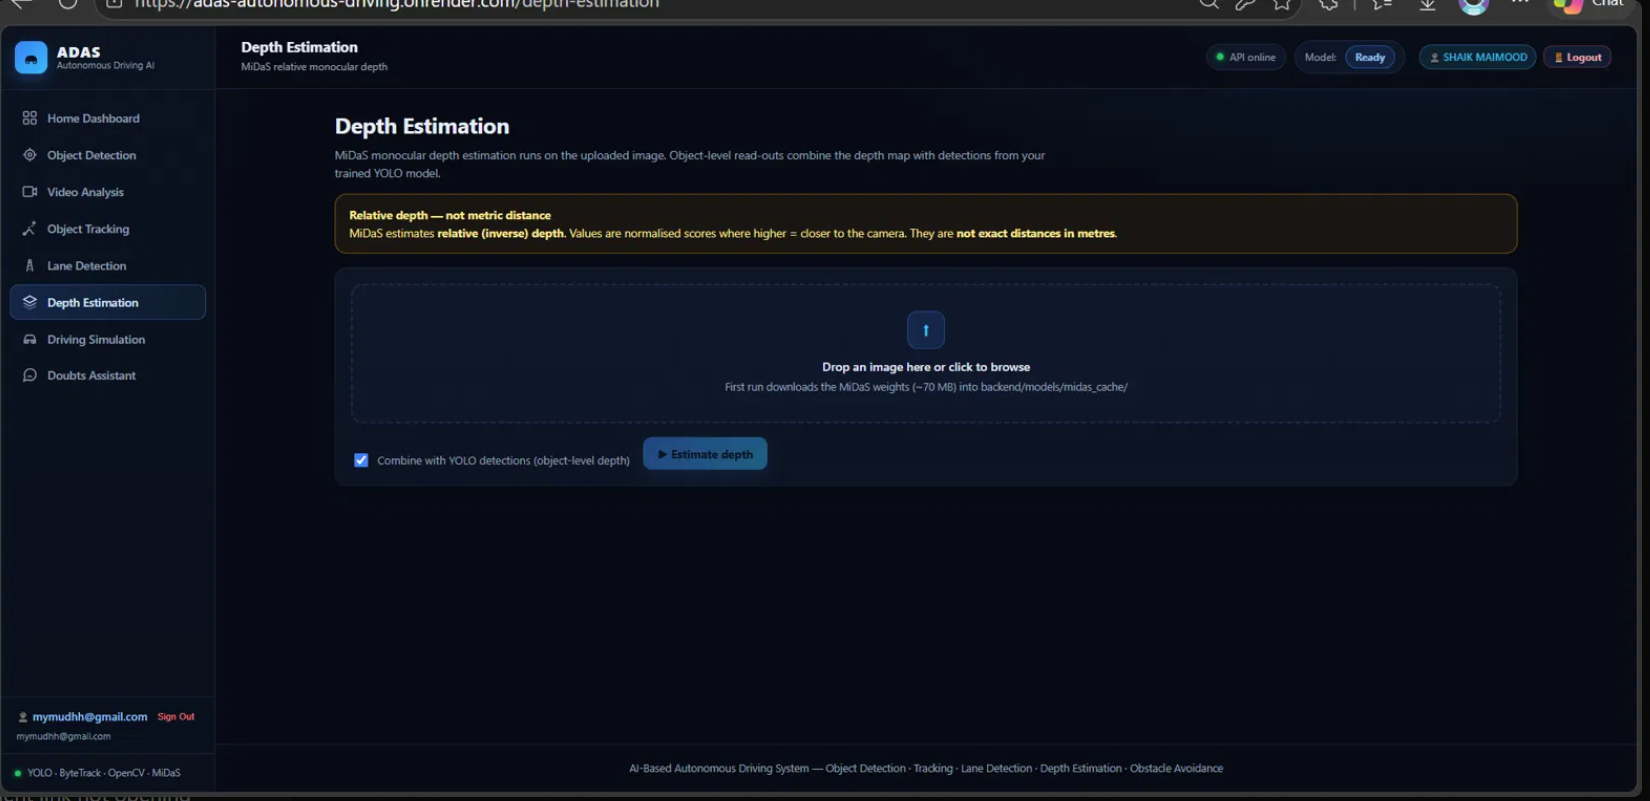 https://adas-autonomous-driving.onrender.com/depth-estimation
Chat
ADAS
Autonomous Driving AI
Depth Estimation
MiDaS relative monocular depth
API online
Model: Ready
SHAIK MAIMOOD
Logout
Home Dashboard
Object Detection
Video Analysis
Object Tracking
Lane Detection
Depth Estimation
Driving Simulation
Doubts Assistant
Depth Estimation
MiDaS monocular depth estimation runs on the uploaded image. Object-level read-outs combine the depth map with detections from your
trained YOLO model.
Relative depth — not metric distance
MiDaS estimates relative (inverse) depth. Values are normalised scores where higher = closer to the camera. They are not exact distances in metres.
Drop an image here or click to browse
First run downloads the MiDaS weights (~70 MB) into backend/models/midas_cache/
Combine with YOLO detections (object-level depth)
Estimate depth
mymudhh@gmail.com Sign Out
mymudhh@gmail.com
YOLO · ByteTrack · OpenCV · MiDaS
AI-Based Autonomous Driving System — Object Detection · Tracking · Lane Detection · Depth Estimation · Obstacle Avoidance
link not opening